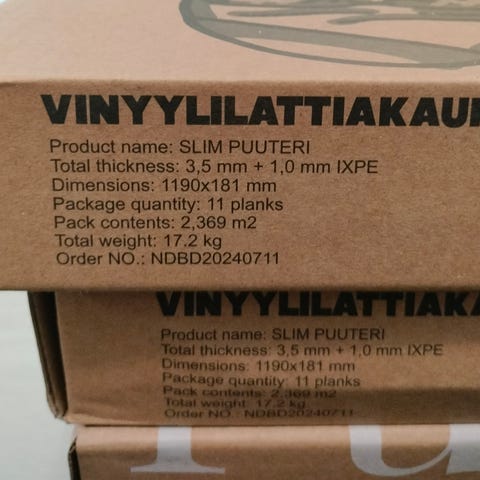 VINYYLILATTIAKAU
Product name: SLIM PUUTERI
Total thickness: 3,5 mm + 1,0 mm IXPE
Dimensions: 1190x181 mm
Package quantity: 11 planks
Pack contents: 2,369 m2
Total weight: 17.2 kg
Order NO.: NDBD20240711
VINYYLILATTIAKA
Product name: SLIM PUUTERI
Total thickness: 3,5 mm + 1,0 mm IXPE
Dimensions: 1190x181 mm
Package quantity: 11 planks
Pack contents: 2,369 m2
Total weight: 17.2 kg
Order NO.: NDBD20240711